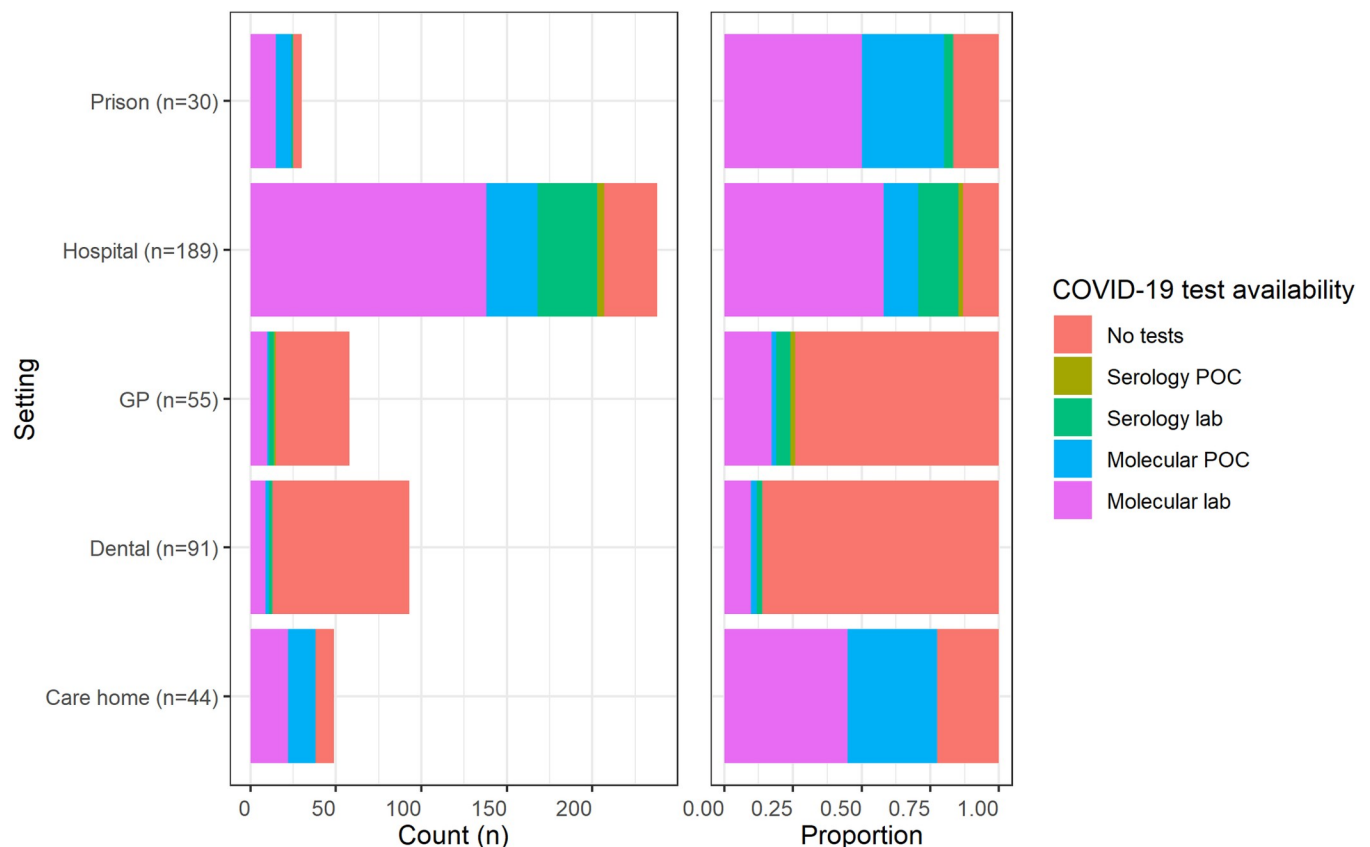 Setting
Prison (n=30)
Hospital (n=189)
GP (n=55)
Dental (n=91)
Care home (n=44)
0 50 100 150 200
Count (n)
0.00 0.25 0.50 0.75 1.00
Proportion
COVID-19 test availability
No tests
Serology POC
Serology lab
Molecular POC
Molecular lab